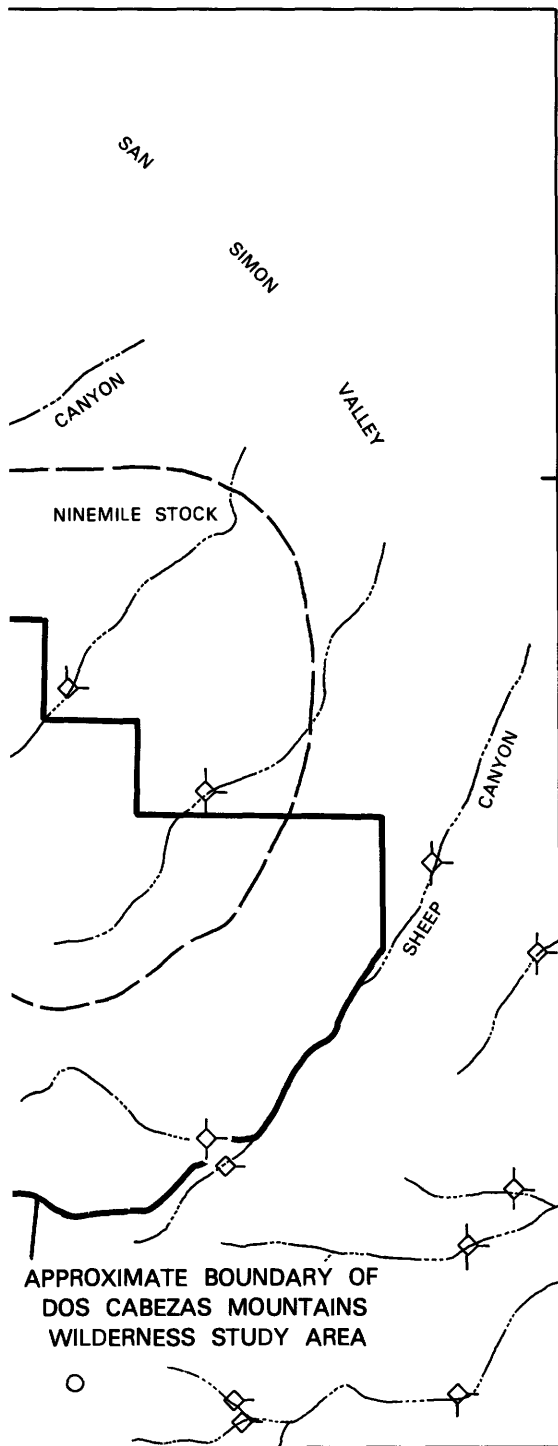 SAN
SIMON
VALLEY
CANYON
NINEMILE STOCK
CANYON
SHEEP
APPROXIMATE BOUNDARY OF
DOS CABEZAS MOUNTAINS
WILDERNESS STUDY AREA